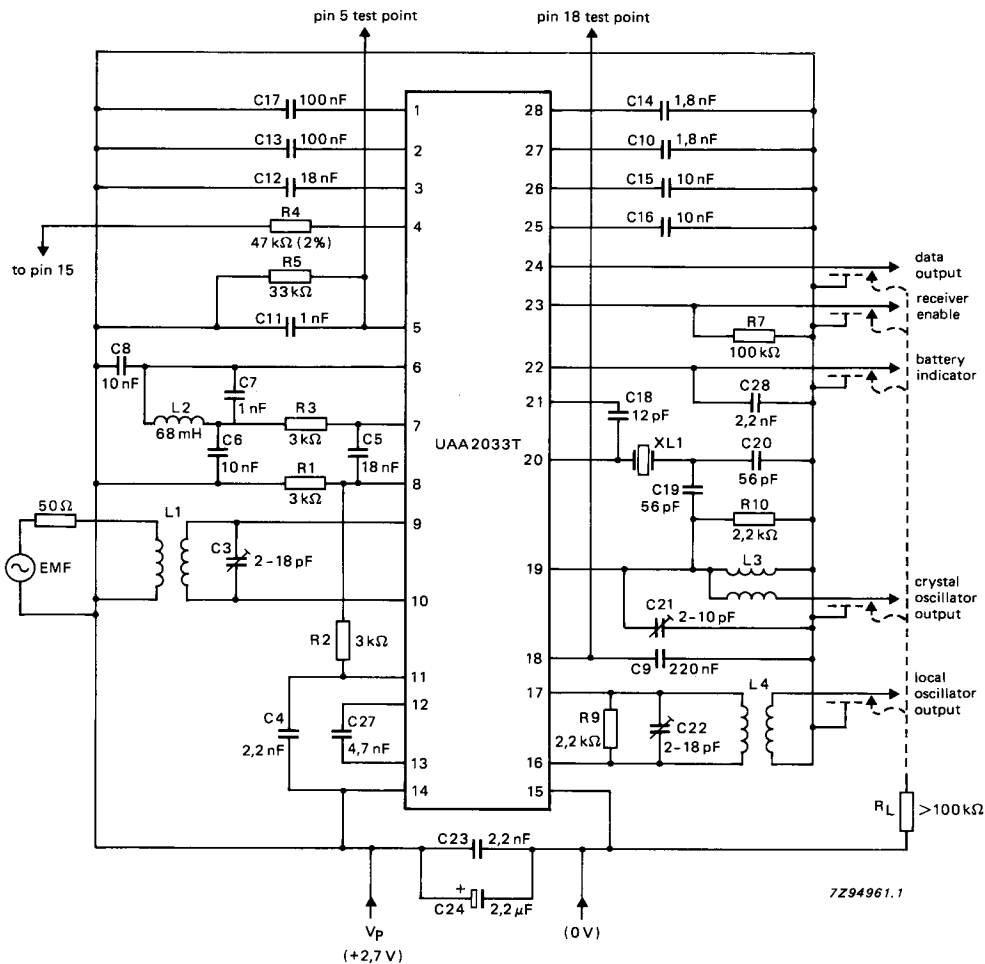 pin 5 test point
pin 18 test point
C17 100 nF
1
C13 100 nF
2
C12 18 nF
3
R4
47 kΩ (2%)
4
to pin 15
R5
33 kΩ
C11 1 nF
5
C8
10 nF
6
C7
1 nF
L2
68 mH
R3
3 kΩ
7
C6
10 nF
C5
18 nF
R1
3 kΩ
8
50 Ω
L1
9
EMF
C3
2–18 pF
10
R2
3 kΩ
11
C4
2,2 nF
12
C27
4,7 nF
13
14
UAA2033T
28
C14 1,8 nF
27
C10 1,8 nF
26
C15 10 nF
25
C16 10 nF
24
data
output
23
receiver
enable
R7
100 kΩ
22
battery
indicator
21
C18
12 pF
C28
2,2 nF
20
XL1
C20
56 pF
C19
56 pF
R10
2,2 kΩ
19
L3
crystal
oscillator
output
C21
2–10 pF
18
C9 220 nF
17
L4
local
oscillator
output
R9
2,2 kΩ
C22
2–18 pF
16
15
RL >100 kΩ
C23 2,2 nF
+
C24 2,2 µF
VP
(+2,7 V)
(0 V)
7Z94961.1